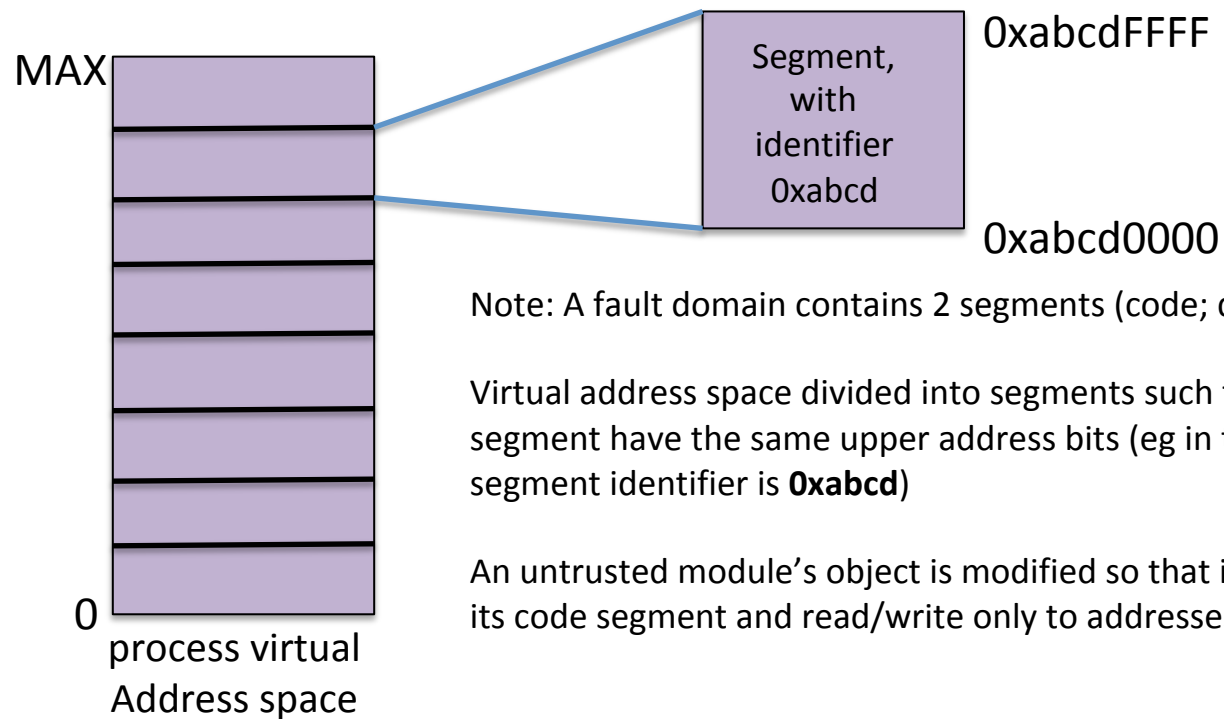 MAX
0
process virtual
Address space
Segment,
with
identifier
0xabcd
0xabcdFFFF
0xabcd0000
Note: A fault domain contains 2 segments (code;
Virtual address space divided into segments such
segment have the same upper address bits (eg in
segment identifier is 0xabcd)
An untrusted module’s object is modified so that
its code segment and read/write only to